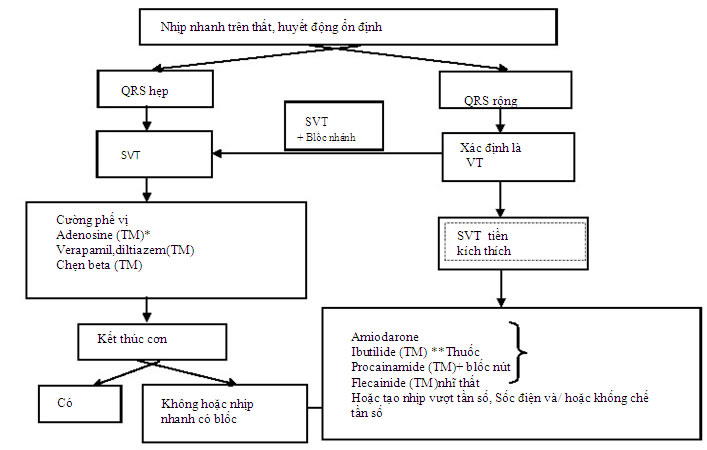 Nhịp nhanh trên thất, huyết động ổn định
QRS hẹp
QRS rộng
SVT
+ Blốc nhánh
SVT
Xác định là
VT
Cường phế vị
Adenosine (TM)*
Verapamil,diltiazem(TM)
Chẹn beta (TM)
SVT tiền
kích thích
Kết thúc cơn
Amiodarone
Ibutilide (TM) **Thuốc
Procainamide (TM)+ blốc nút
Flecainide (TM)nhĩ thất
Hoặc tạo nhịp vượt tần số, Sốc điện và/ hoặc khống chế
tần số
Có
Không hoặc nhịp
nhanh có blốc